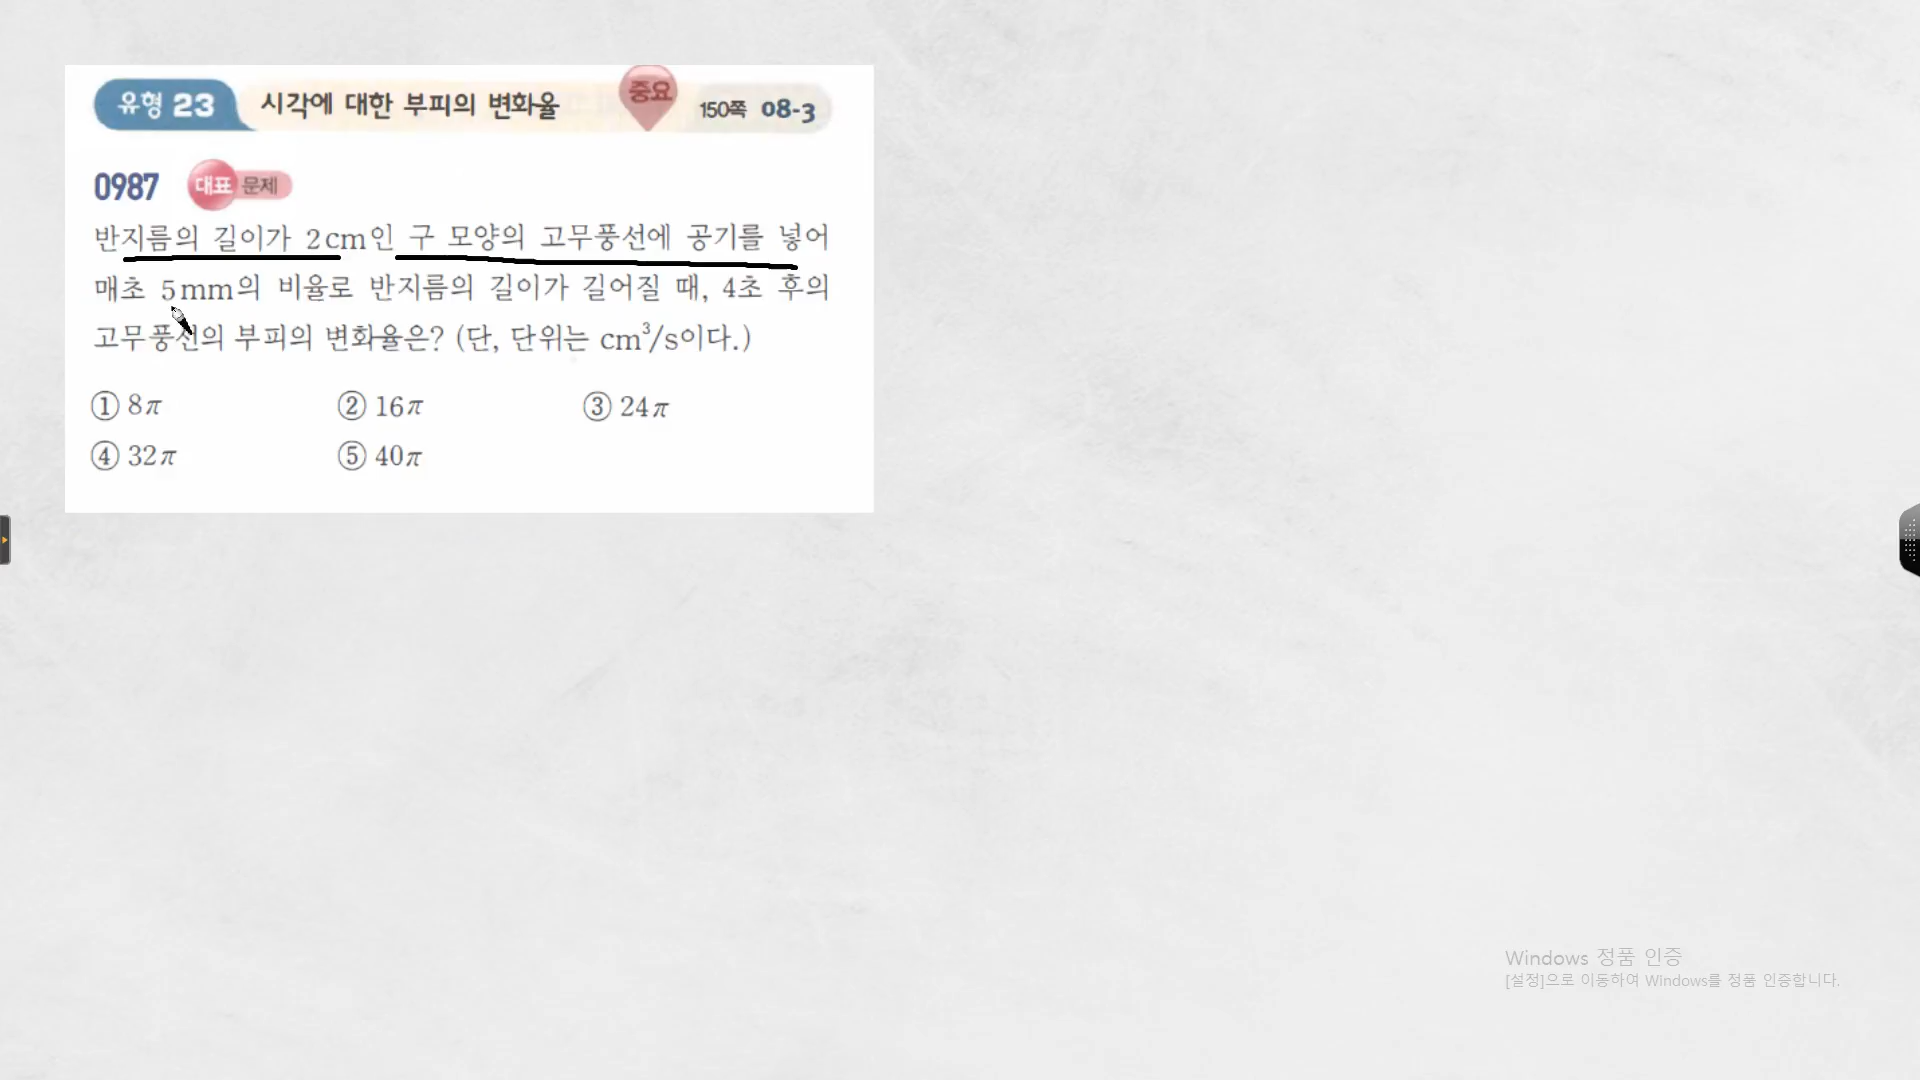 유형 23 시각에 대한 부피의 변화율 중요 150쪽 08-3
0987 대표 문제
반지름의 길이가 2cm인 구 모양의 고무풍선에 공기를 넣어
매초 5mm의 비율로 반지름의 길이가 길어질 때, 4초 후의
고무풍선의 부피의 변화율은? (단, 단위는 cm³/s이다.)
① 8π ② 16π ③ 24π
④ 32π ⑤ 40π
Windows 정품 인증
[설정]으로 이동하여 Windows를 정품 인증합니다.